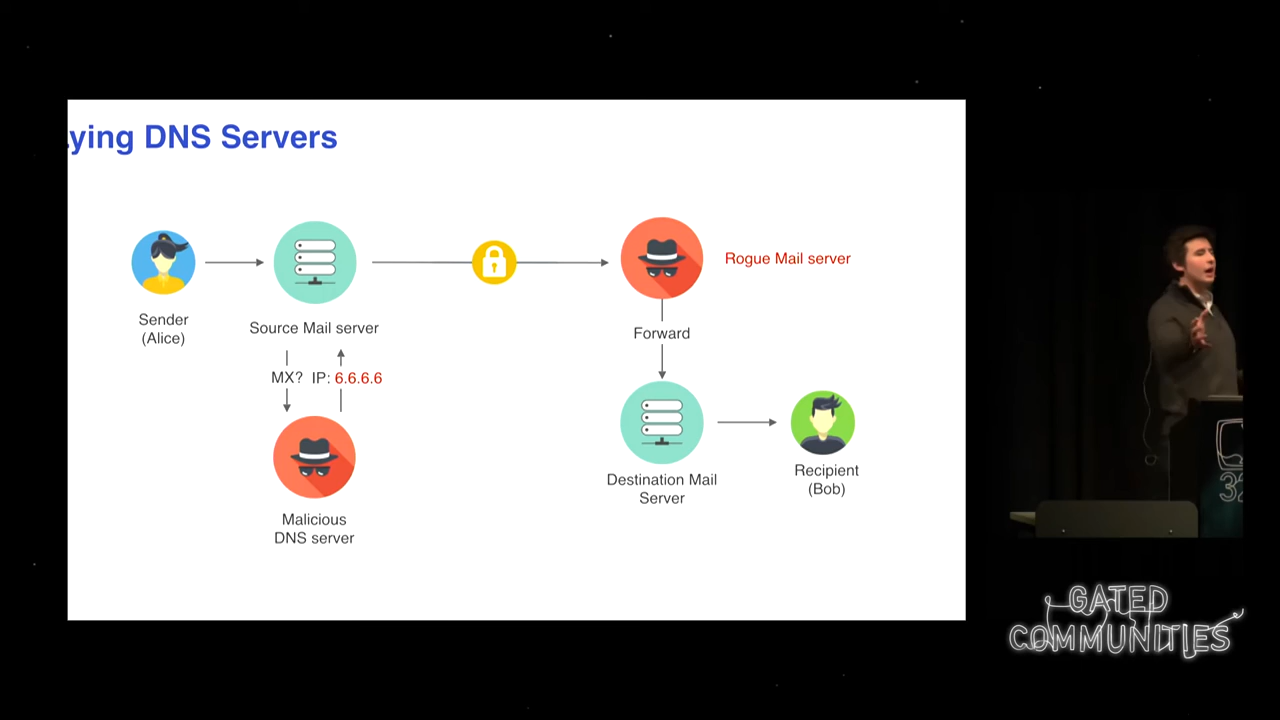 ying DNS Servers
Rogue Mail server
Sender
(Alice)
Source Mail server
Forward
MX? IP: 6.6.6.6
Destination Mail
Server
Recipient
(Bob)
Malicious
DNS server
GATED
COMMUNITIES